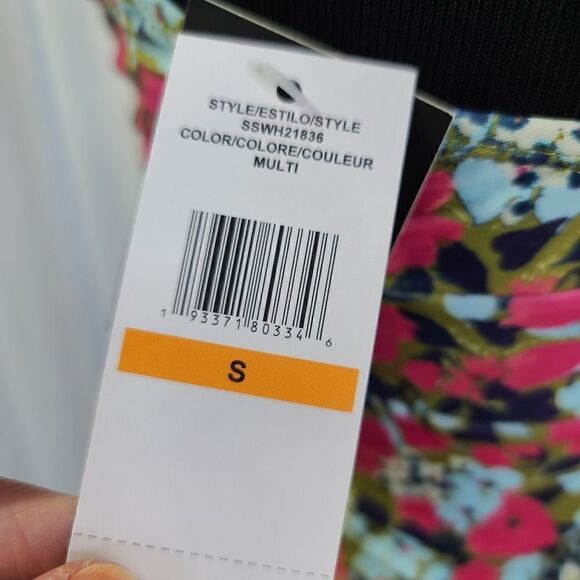 STYLE/ESTILO/STYLE
SSWH21836
COLOR/COLORE/COULEUR
MULTI
1 93371 80334 6
S